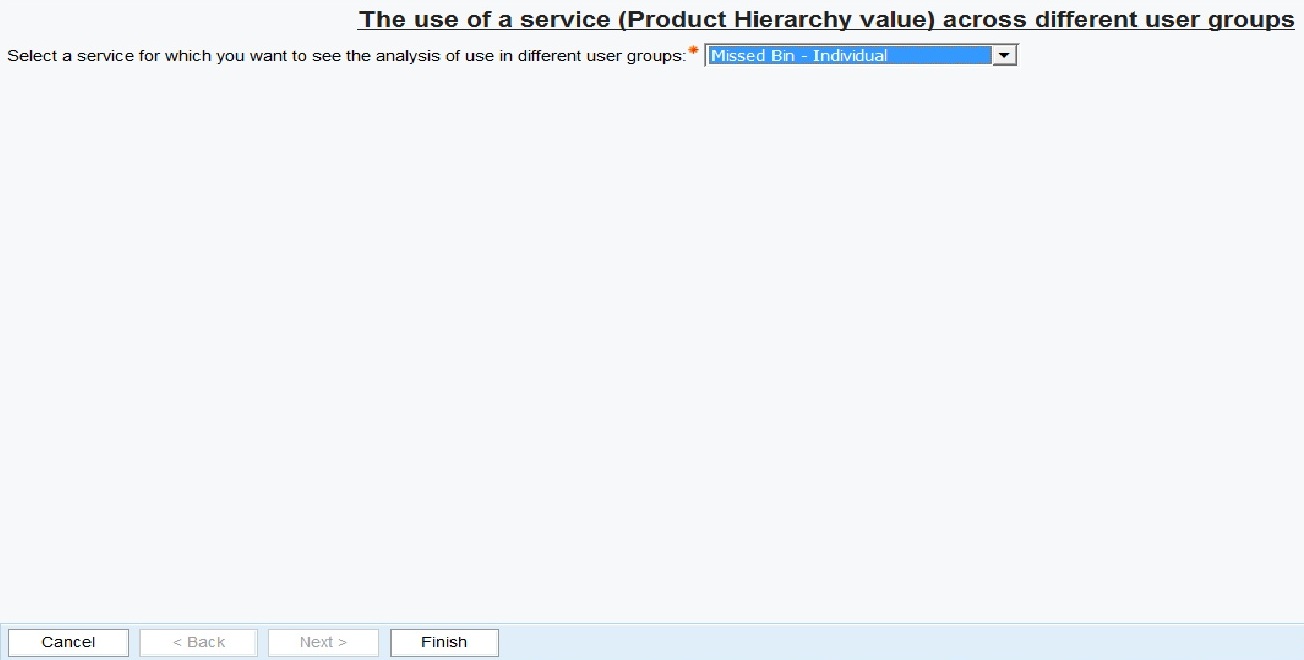 The use of a service (Product Hierarchy value) across different user groups
Select a service for which you want to see the analysis of use in different user groups:* Missed Bin - Individual
Cancel < Back Next > Finish